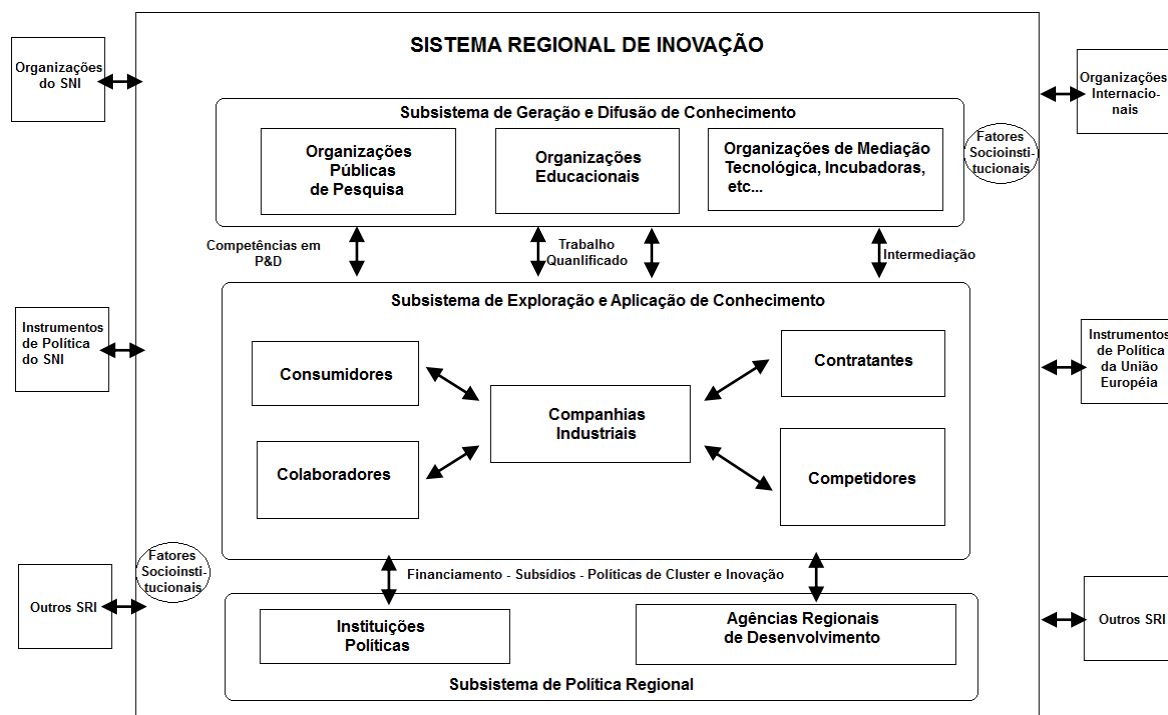 SISTEMA REGIONAL DE INOVAÇÃO
Organizações
do SNI
Organizações
Internacio-
nais
Subsistema de Geração e Difusão de Conhecimento
Organizações
Públicas
de Pesquisa
Organizações
Educacionais
Organizações de Mediação
Tecnológica, Incubadoras,
etc...
Fatores
Socioinsti-
tucionais
Competências em
P&D
Trabalho
Quanlificado
Intermediação
Subsistema de Exploração e Aplicação de Conhecimento
Instrumentos
de Política
do SNI
Consumidores
Contratantes
Companhias
Industriais
Colaboradores
Competidores
Instrumentos
de Política
da União
Européia
Fatores
Socioinsti-
tucionais
Financiamento - Subsídios - Políticas de Cluster e Inovação
Outros SRI
Instituições
Políticas
Agências Regionais
de Desenvolvimento
Outros SRI
Subsistema de Política Regional